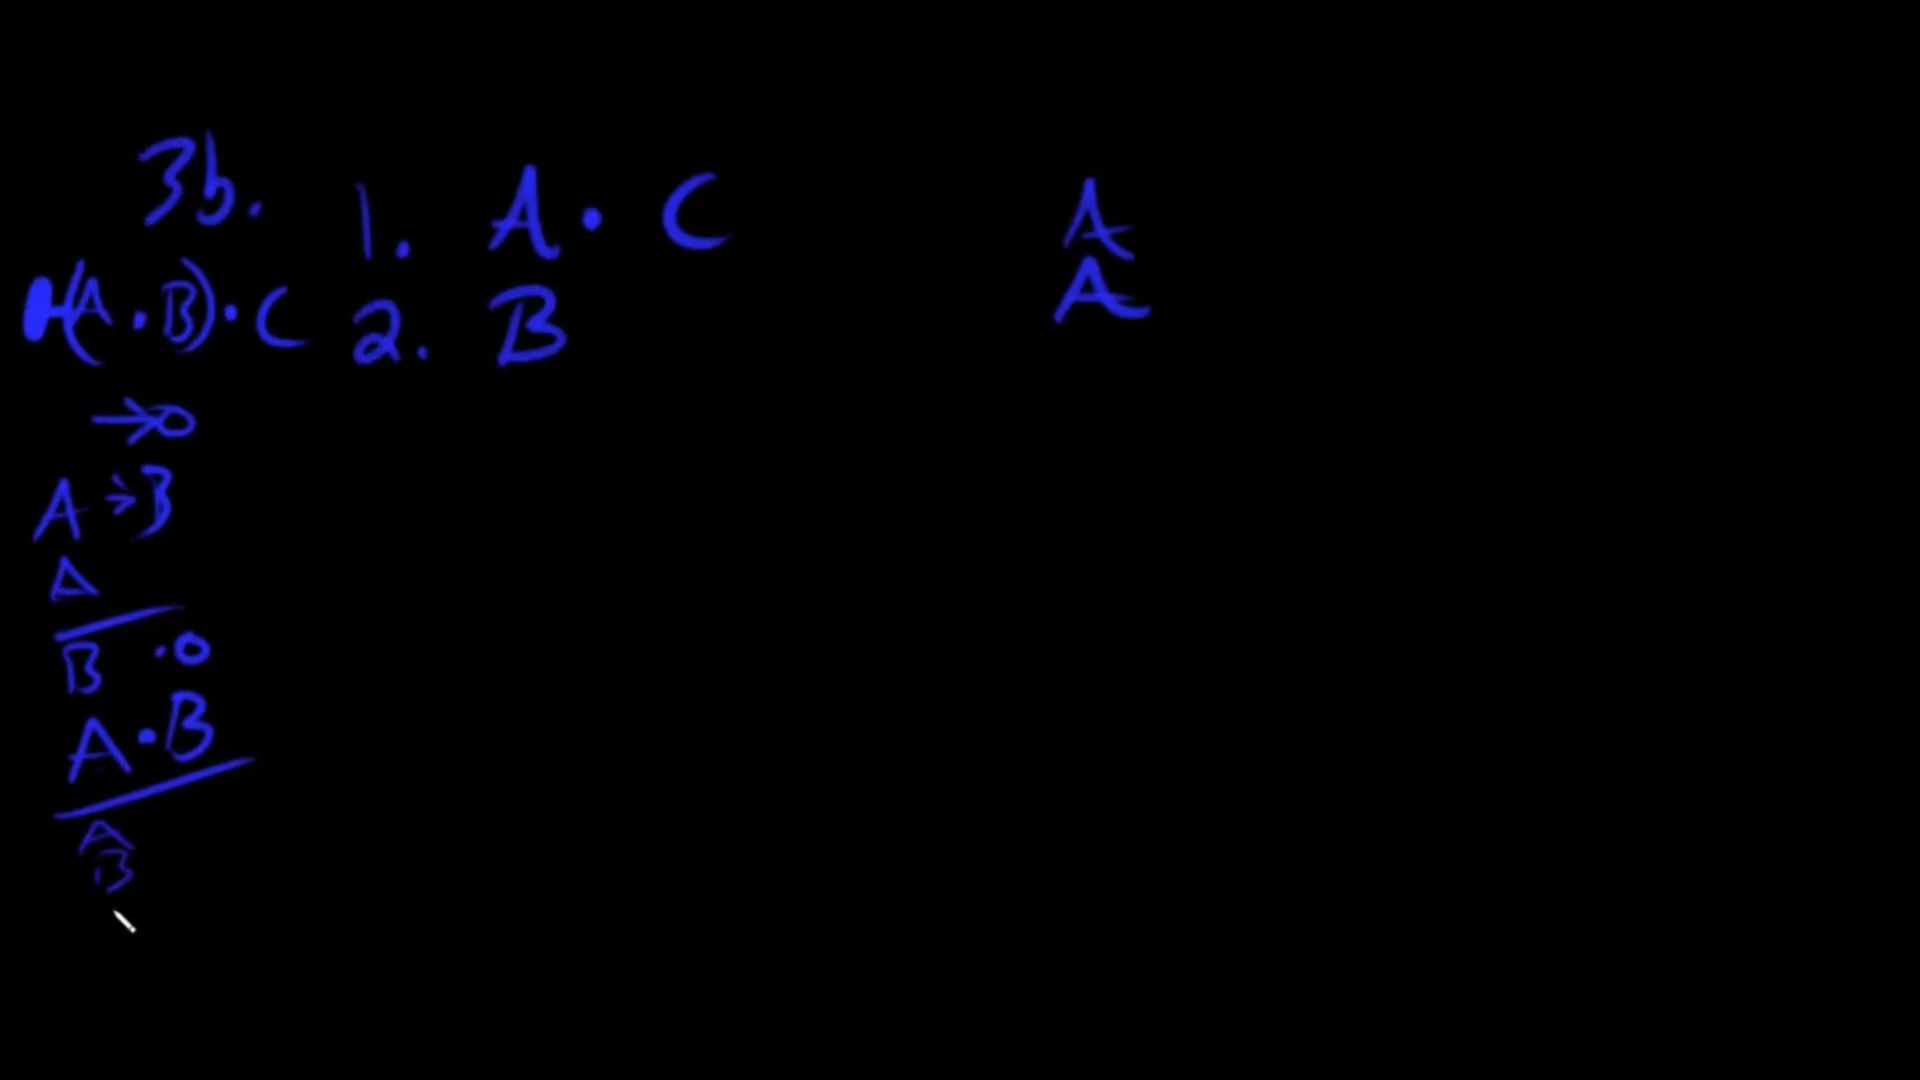 3b. 1. A · C A
(A · B) · C 2. B A
→o
A → B
A
B ·o
A · B
A
B